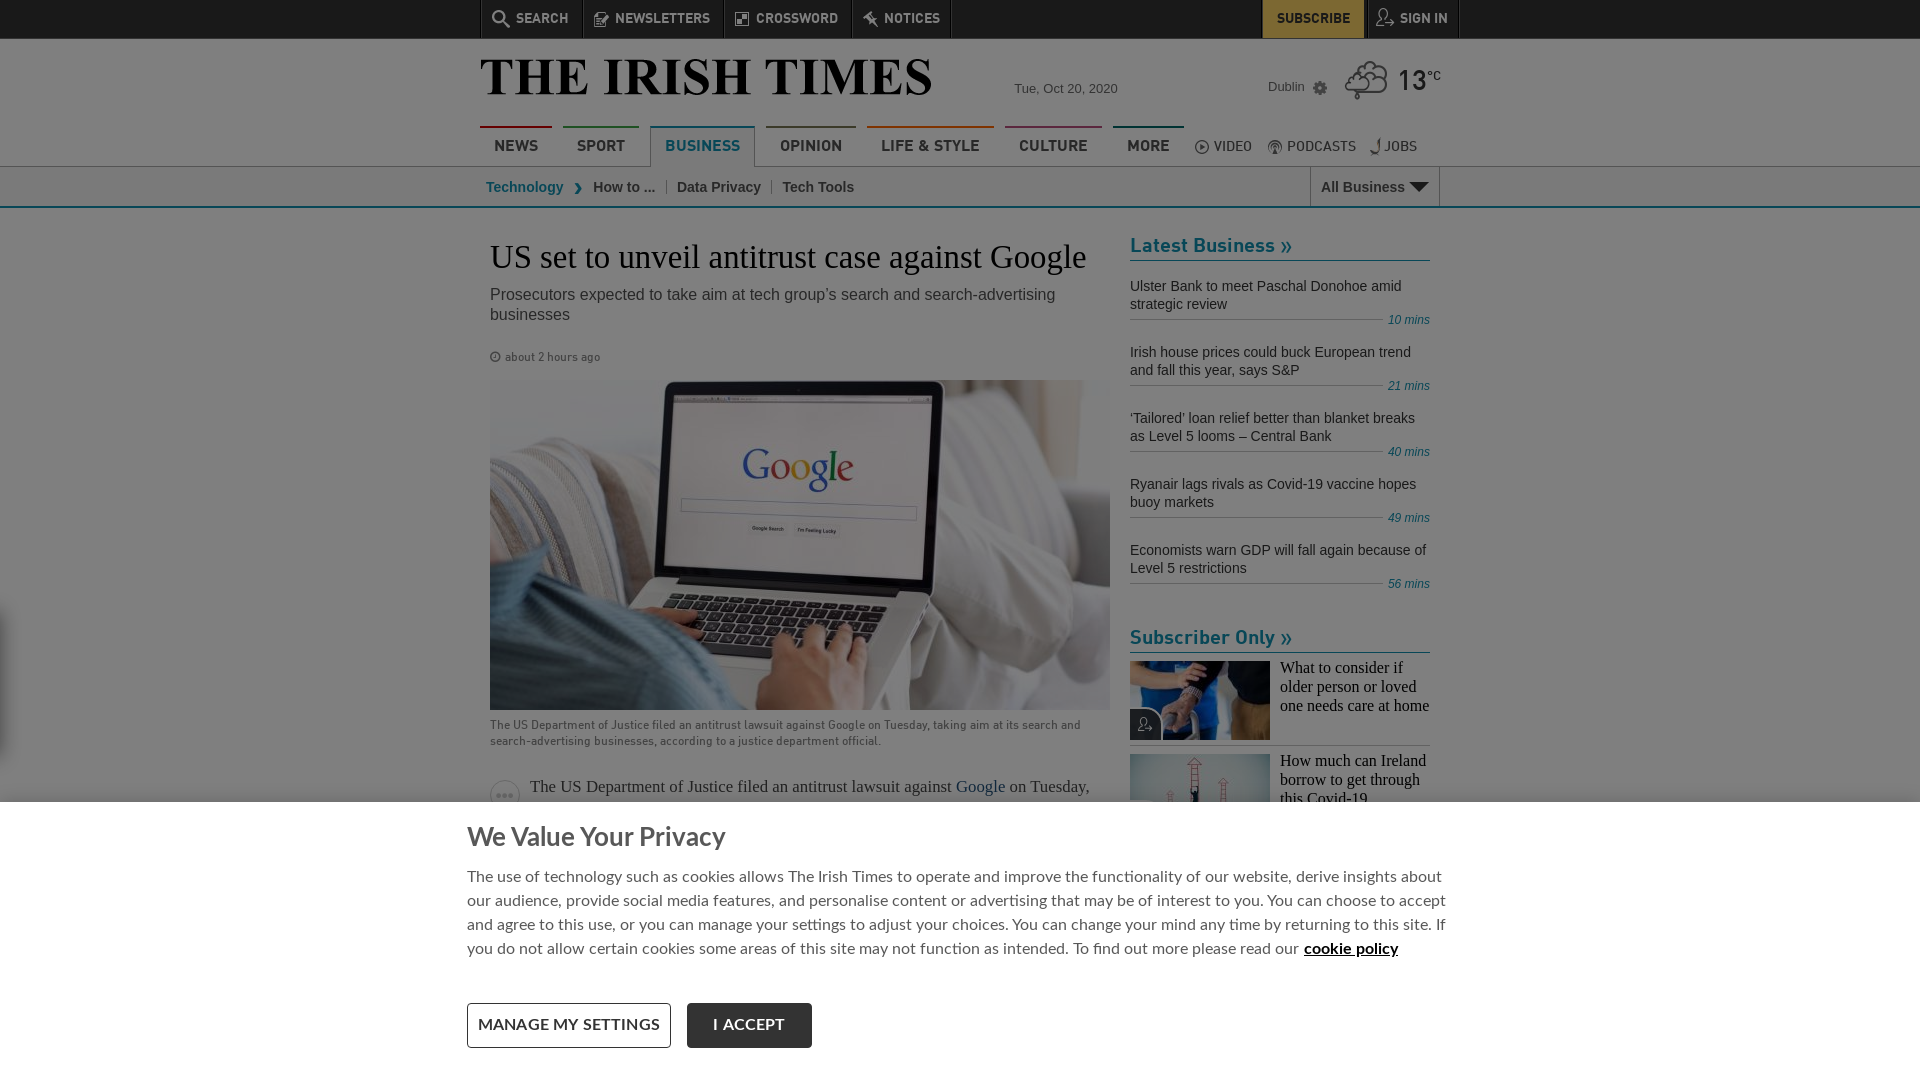 SEARCH
NEWSLETTERS
CROSSWORD
NOTICES
SUBSCRIBE
SIGN IN
THE IRISH TIMES
Tue, Oct 20, 2020
Dublin
13°C
NEWS
SPORT
BUSINESS
OPINION
LIFE & STYLE
CULTURE
MORE
VIDEO
PODCASTS
JOBS
Technology
How to ...
Data Privacy
Tech Tools
All Business
US set to unveil antitrust case against Google
Prosecutors expected to take aim at tech group’s search and search-advertising
businesses
about 2 hours ago
Google
Google Search
I'm Feeling Lucky
The US Department of Justice filed an antitrust lawsuit against Google on Tuesday, taking aim at its search and
search-advertising businesses, according to a justice department official.
The US Department of Justice filed an antitrust lawsuit against Google on Tuesday,
Latest Business »
Ulster Bank to meet Paschal Donohoe amid
strategic review
10 mins
Irish house prices could buck European trend
and fall this year, says S&P
21 mins
‘Tailored’ loan relief better than blanket breaks
as Level 5 looms – Central Bank
40 mins
Ryanair lags rivals as Covid-19 vaccine hopes
buoy markets
49 mins
Economists warn GDP will fall again because of
Level 5 restrictions
56 mins
Subscriber Only »
What to consider if
older person or loved
one needs care at home
How much can Ireland
borrow to get through
this Covid-19
We Value Your Privacy
The use of technology such as cookies allows The Irish Times to operate and improve the functionality of our website, derive insights about
our audience, provide social media features, and personalise content or advertising that may be of interest to you. You can choose to accept
and agree to this use, or you can manage your settings to adjust your choices. You can change your mind any time by returning to this site. If
you do not allow certain cookies some areas of this site may not function as intended. To find out more please read our cookie policy
MANAGE MY SETTINGS
I ACCEPT